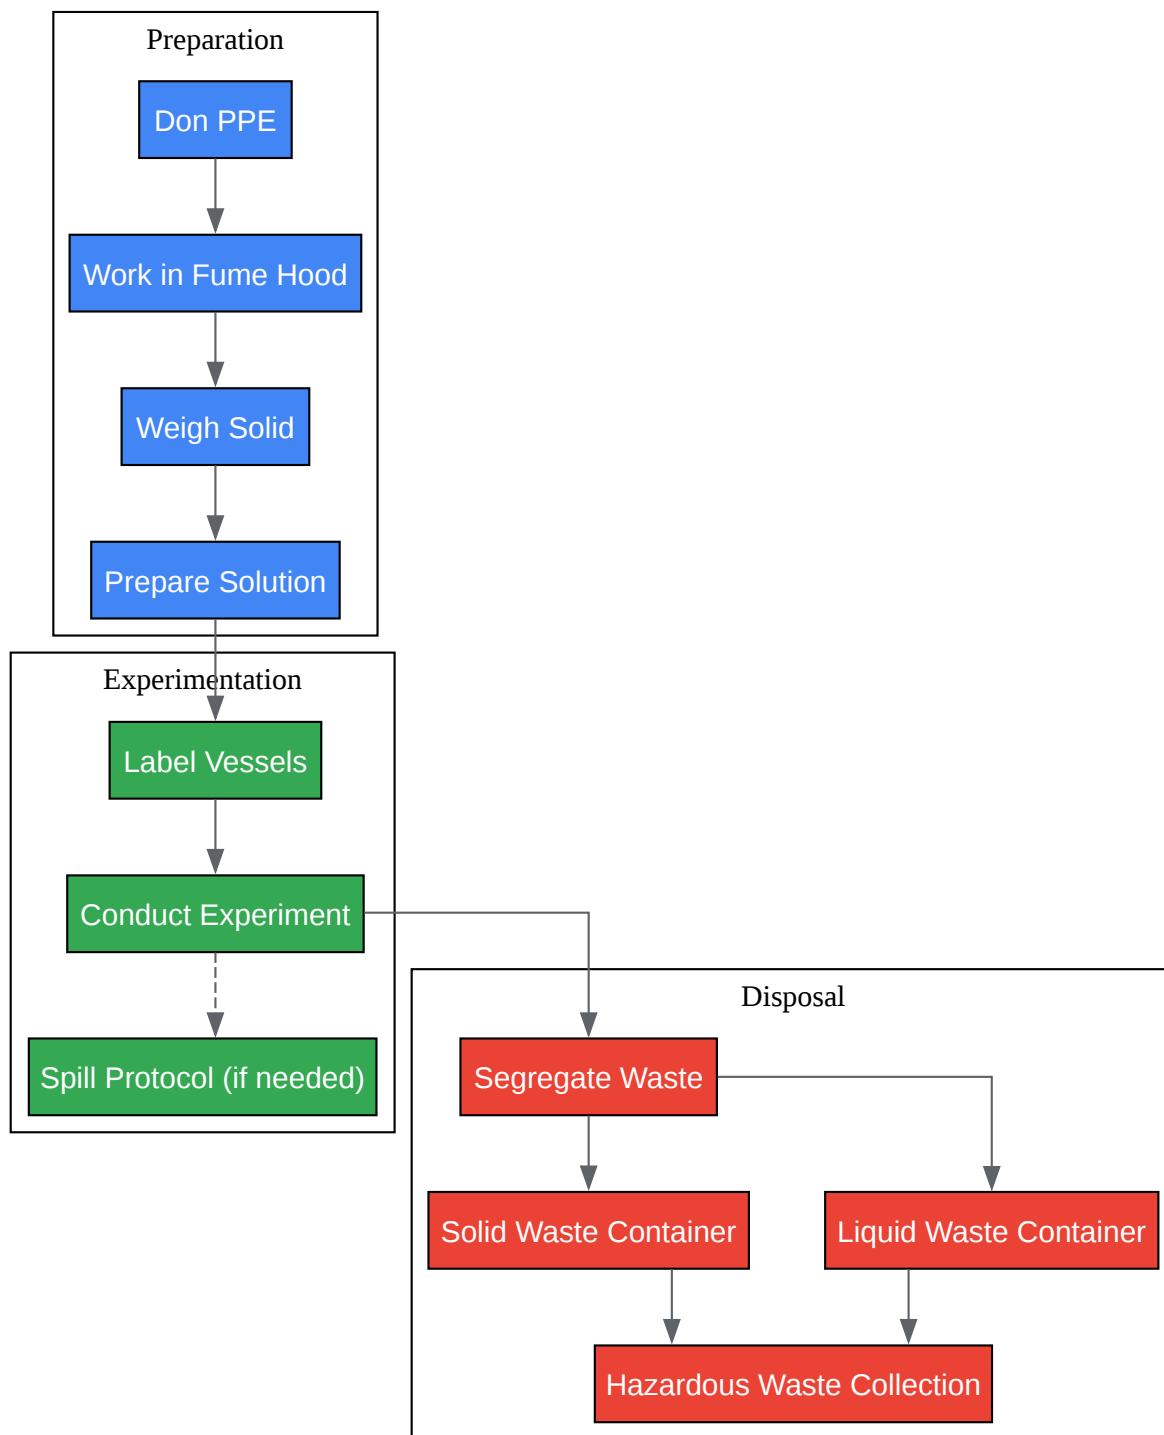 Preparation
Don PPE
Work in Fume Hood
Weigh Solid
Prepare Solution
Experimentation
Label Vessels
Conduct Experiment
Spill Protocol (if needed)
Disposal
Segregate Waste
Solid Waste Container
Liquid Waste Container
Hazardous Waste Collection